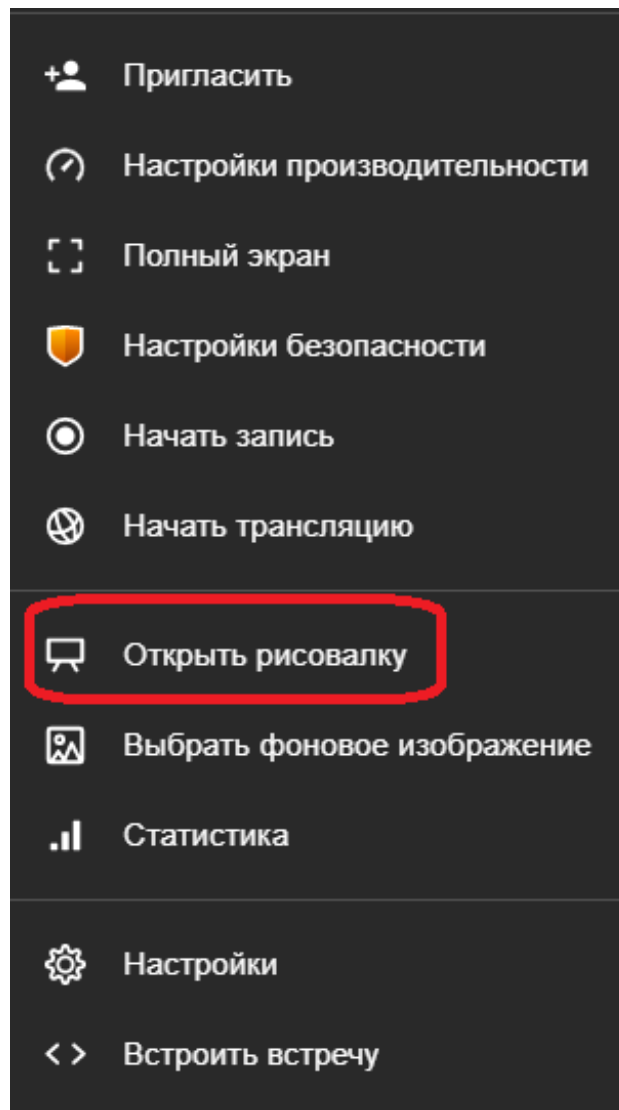 Пригласить
Настройки производительности
Полный экран
Настройки безопасности
Начать запись
Начать трансляцию
Открыть рисовалку
Выбрать фоновое изображение
Статистика
Настройки
Встроить встречу